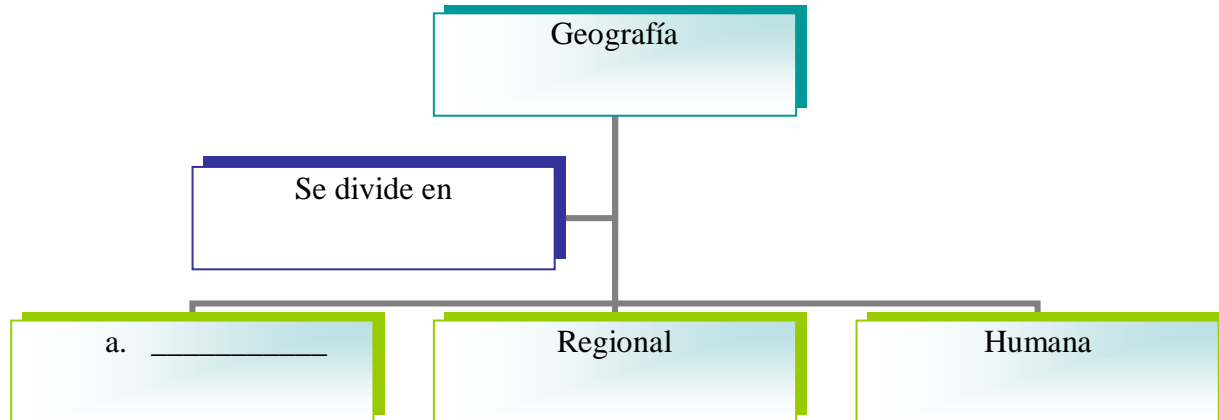 Geografía
Se divide en
a. ___________
Regional
Humana